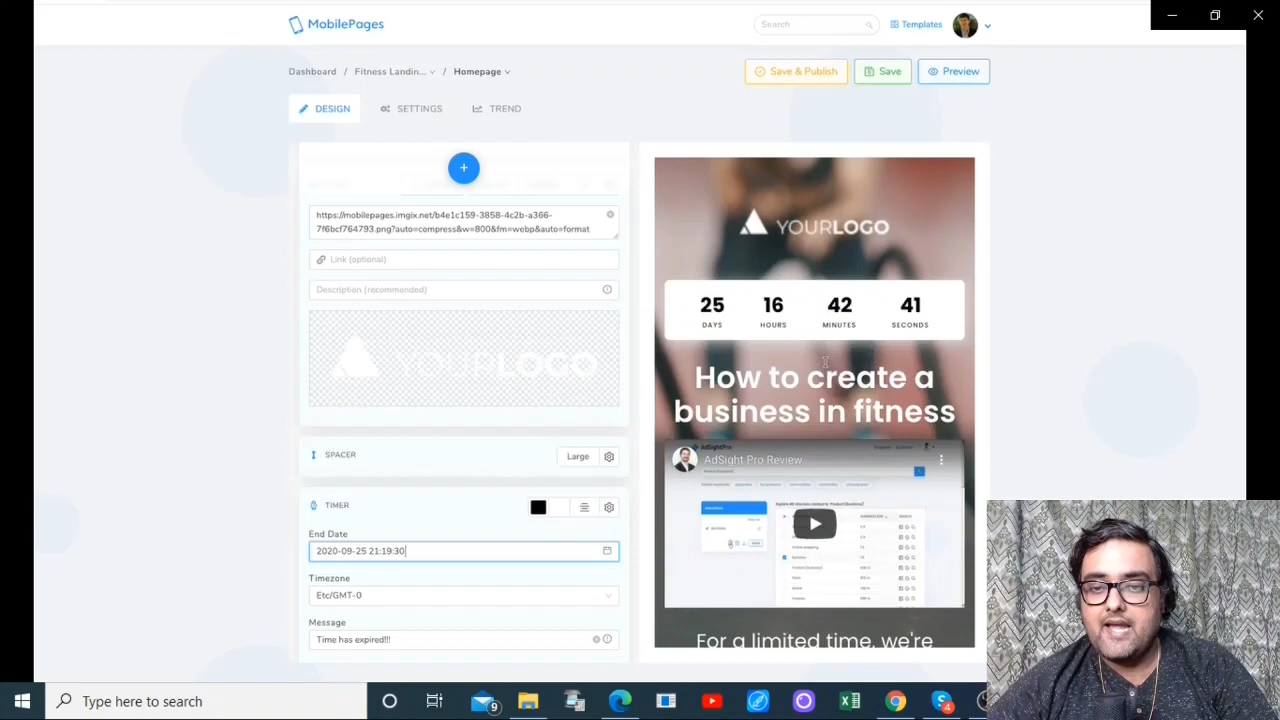 MobilePages
Search
Templates
Dashboard / Fitness Landin... / Homepage
Save & Publish
Save
Preview
DESIGN
SETTINGS
TREND
+
https://mobilepages.imgix.net/b4e1c159-3858-4c2b-a366-
7f6bcf764793.png?auto=compress&w=800&fm=webp&auto=format
Link (optional)
Description (recommended)
YOURLOGO
SPACER
Large
TIMER
End Date
2020-09-25 21:19:30
Timezone
Etc/GMT-0
Message
Time has expired!!!
YOURLOGO
25 16 42 41
DAYS HOURS MINUTES SECONDS
How to create a
business in fitness
AdSightPro
AdSight Pro Review
For a limited time, we're
Type here to search
9
4